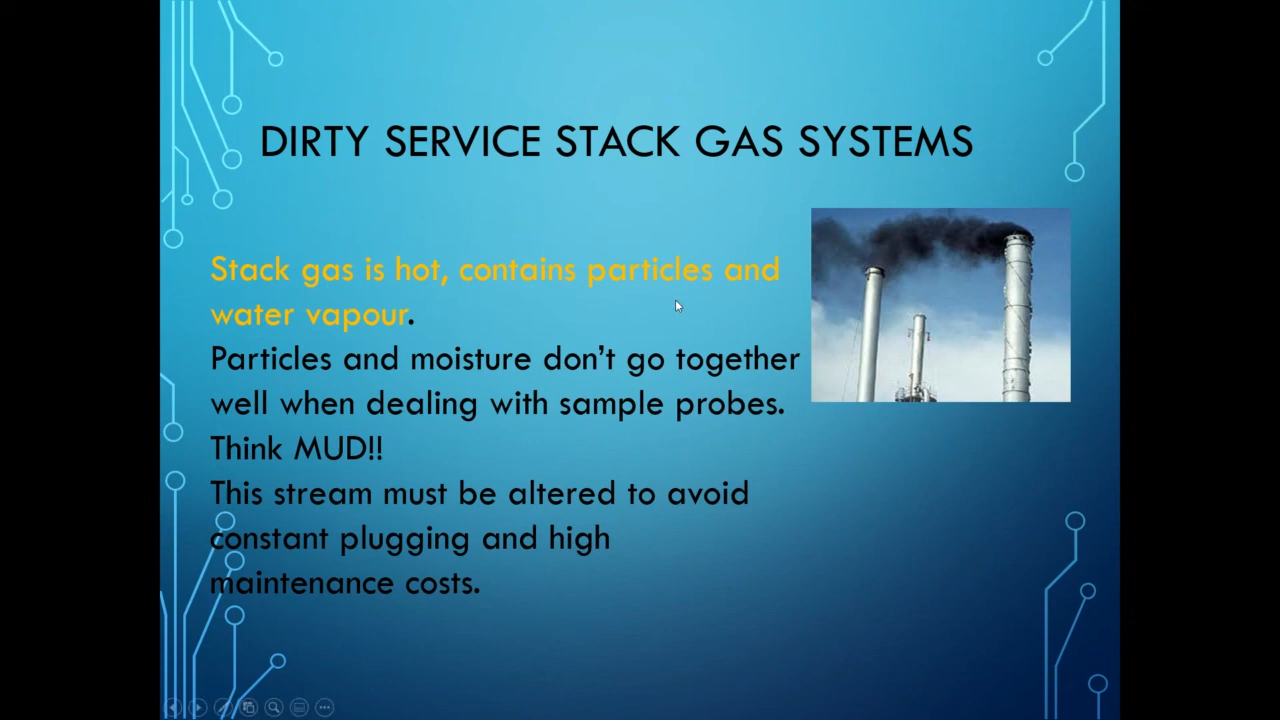 DIRTY SERVICE STACK GAS SYSTEMS
Stack gas is hot, contains particles and
water vapour.
Particles and moisture don’t go together
well when dealing with sample probes.
Think MUD!!
This stream must be altered to avoid
constant plugging and high
maintenance costs.